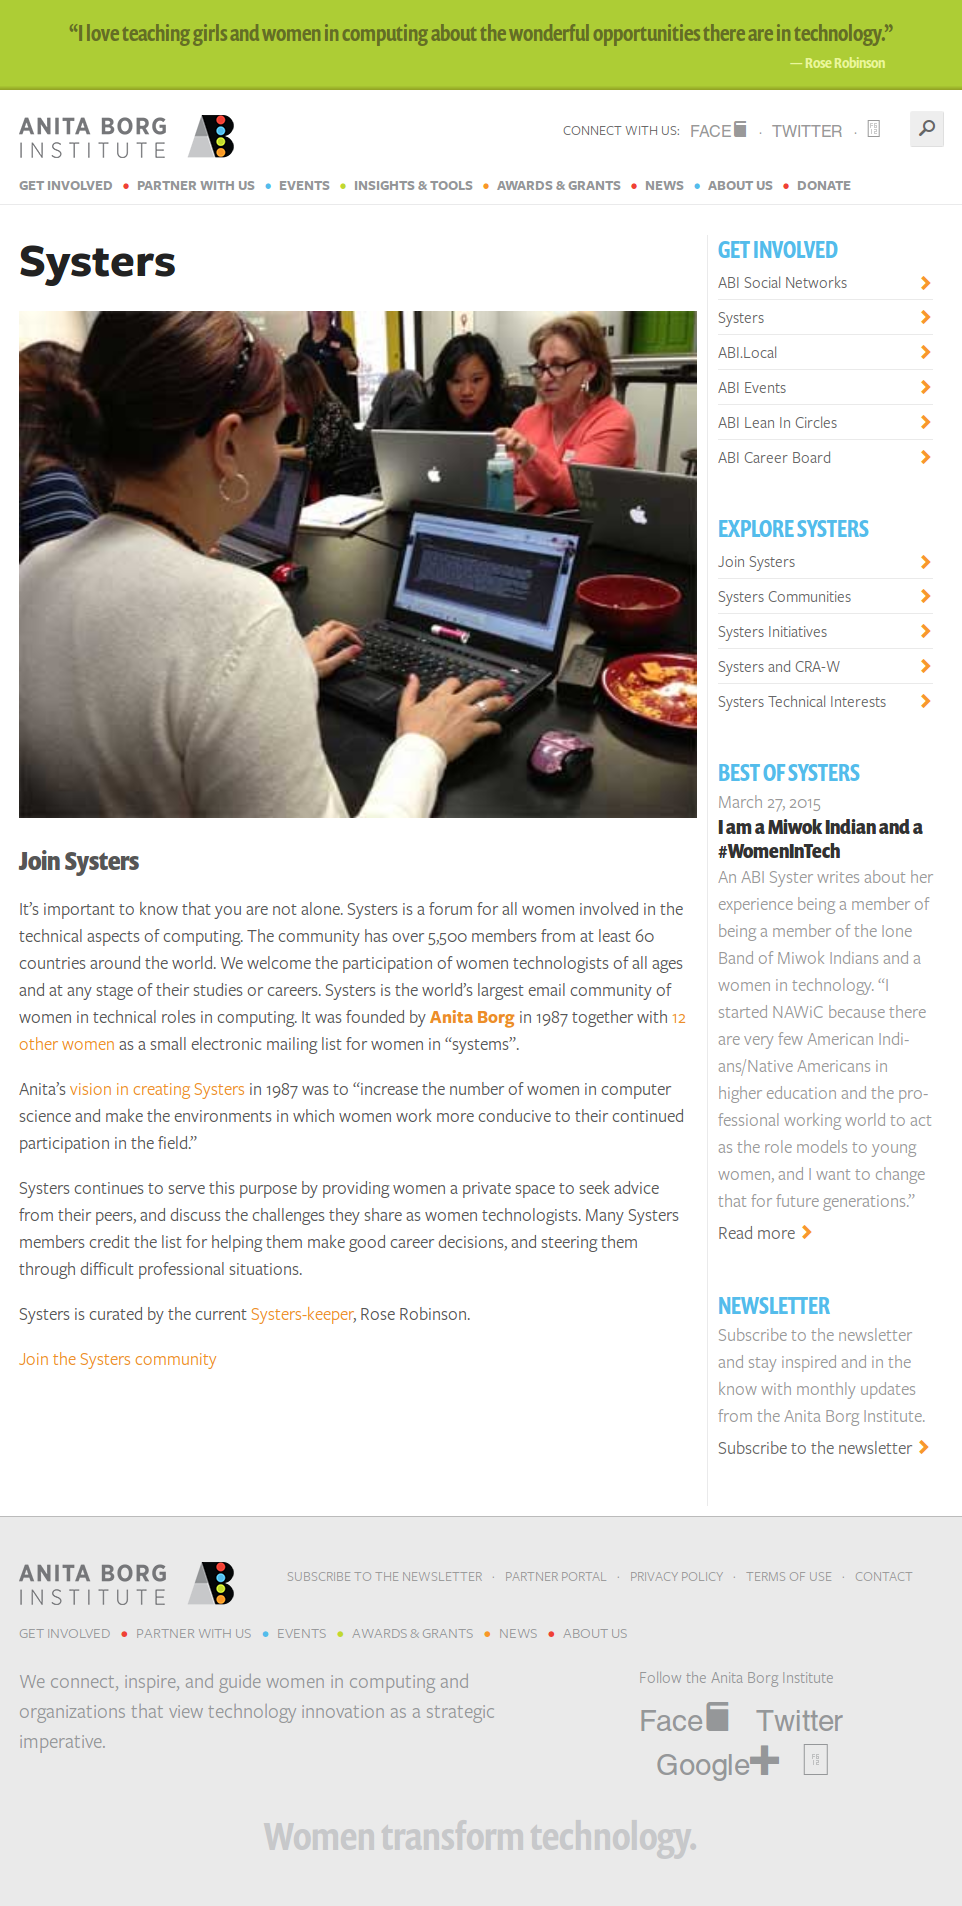 “I love teaching girls and women in computing about the wonderful opportunities there are in technology.”
— Rose Robinson
ANITA BORG
INSTITUTE
AB
CONNECT WITH US: FACE · TWITTER ·
GET INVOLVED • PARTNER WITH US • EVENTS • INSIGHTS & TOOLS • AWARDS & GRANTS • NEWS • ABOUT US • DONATE
Systers
Join Systers
It’s important to know that you are not alone. Systers is a forum for all women involved in the
technical aspects of computing. The community has over 5,500 members from at least 60
countries around the world. We welcome the participation of women technologists of all ages
and at any stage of their studies or careers. Systers is the world’s largest email community of
women in technical roles in computing. It was founded by Anita Borg in 1987 together with 12
other women as a small electronic mailing list for women in “systems”.
Anita’s vision in creating Systers in 1987 was to “increase the number of women in computer
science and make the environments in which women work more conducive to their continued
participation in the field.”
Systers continues to serve this purpose by providing women a private space to seek advice
from their peers, and discuss the challenges they share as women technologists. Many Systers
members credit the list for helping them make good career decisions, and steering them
through difficult professional situations.
Systers is curated by the current Systers-keeper, Rose Robinson.
Join the Systers community
GET INVOLVED
ABI Social Networks
Systers
ABI.Local
ABI Events
ABI Lean In Circles
ABI Career Board
EXPLORE SYSTERS
Join Systers
Systers Communities
Systers Initiatives
Systers and CRA-W
Systers Technical Interests
BEST OF SYSTERS
March 27, 2015
I am a Miwok Indian and a
#WomenInTech
An ABI Syster writes about her
experience being a member of
being a member of the Ione
Band of Miwok Indians and a
women in technology. “I
started NAWiC because there
are very few American Indi-
ans/Native Americans in
higher education and the pro-
fessional working world to act
as the role models to young
women, and I want to change
that for future generations.”
Read more
NEWSLETTER
Subscribe to the newsletter
and stay inspired and in the
know with monthly updates
from the Anita Borg Institute.
Subscribe to the newsletter
ANITA BORG
INSTITUTE
AB
SUBSCRIBE TO THE NEWSLETTER · PARTNER PORTAL · PRIVACY POLICY · TERMS OF USE · CONTACT
GET INVOLVED • PARTNER WITH US • EVENTS • AWARDS & GRANTS • NEWS • ABOUT US
We connect, inspire, and guide women in computing and
organizations that view technology innovation as a strategic
imperative.
Follow the Anita Borg Institute
Face Twitter
Google+
Women transform technology.